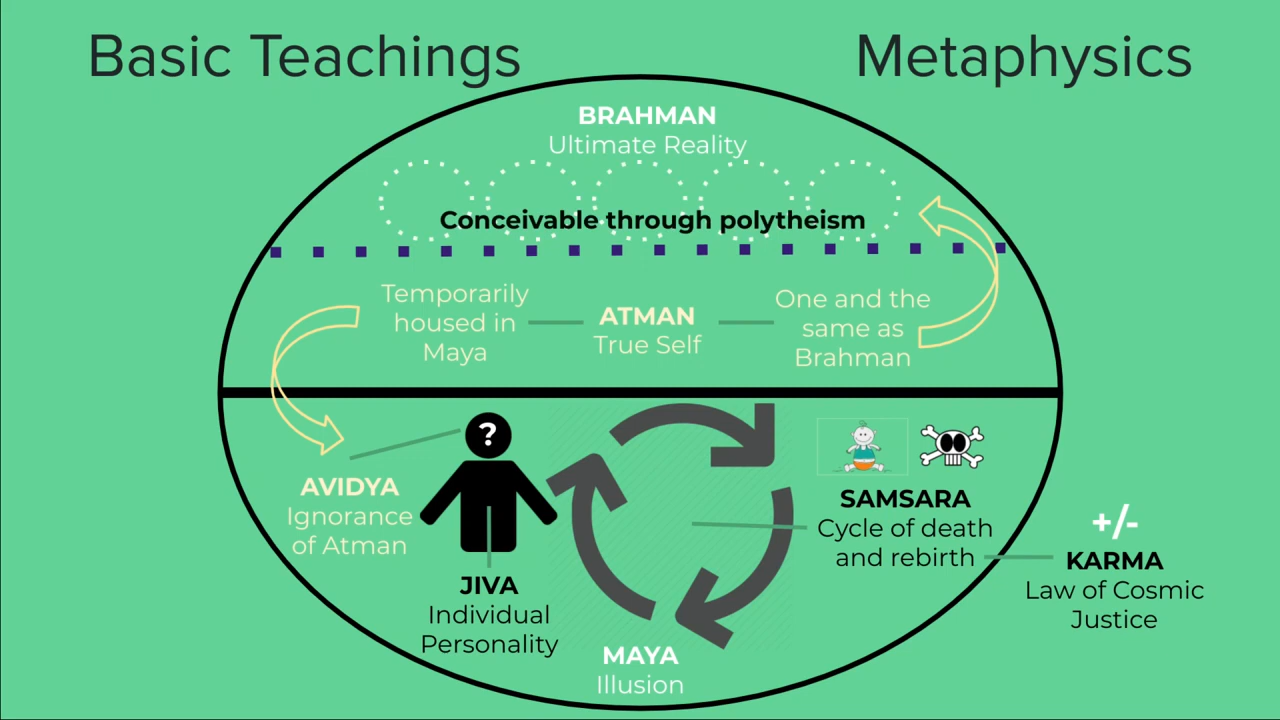 Basic Teachings
Metaphysics
BRAHMAN
Ultimate Reality
Conceivable through polytheism
Temporarily
housed in
Maya
ATMAN
True Self
One and the
same as
Brahman
?
AVIDYA
Ignorance
of Atman
JIVA
Individual
Personality
MAYA
Illusion
SAMSARA
Cycle of death
and rebirth
+/-
KARMA
Law of Cosmic
Justice